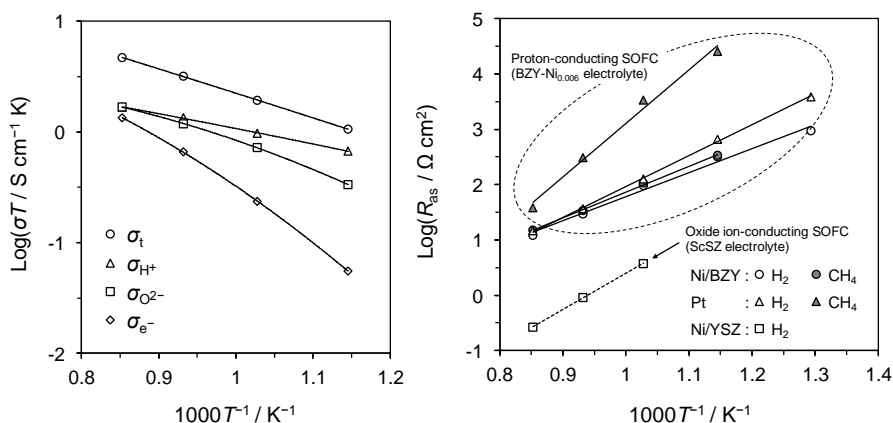 1
0
-1
-2
0.8 0.9 1 1.1 1.2
Log(σT / S cm⁻¹ K)
1000T⁻¹ / K⁻¹
σt
σH⁺
σO²⁻
σe⁻
6
5
4
3
2
1
0
-1
0.8 0.9 1 1.1 1.2 1.3 1.4
Log(Ras / Ω cm²)
1000T⁻¹ / K⁻¹
Proton-conducting SOFC
(BZY-Ni0.006 electrolyte)
Oxide ion-conducting SOFC
(ScSZ electrolyte)
Ni/BZY : H₂ CH₄
Pt : H₂ CH₄
Ni/YSZ : H₂